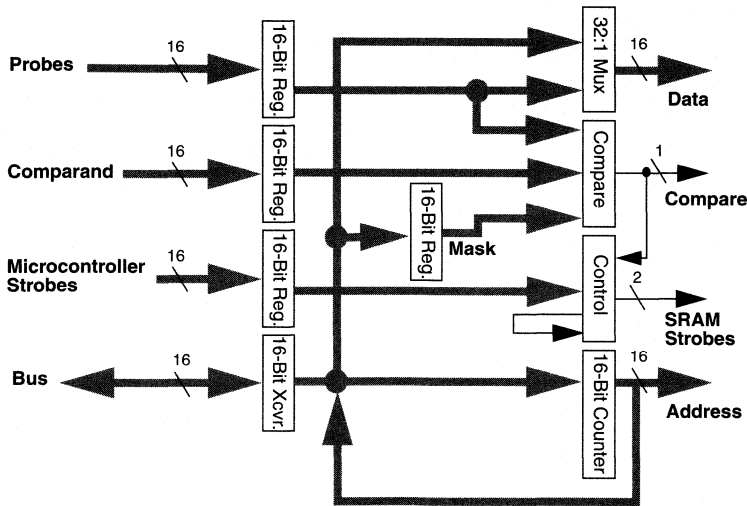 Probes
16
16-Bit Reg.
32:1 Mux
16
Data
Comparand
16
16-Bit Reg.
Compare
1
Compare
16-Bit Reg.
Mask
Microcontroller
Strobes
16
16-Bit Reg.
Control
2
SRAM
Strobes
Bus
16
16-Bit Xcvr.
16-Bit Counter
16
Address